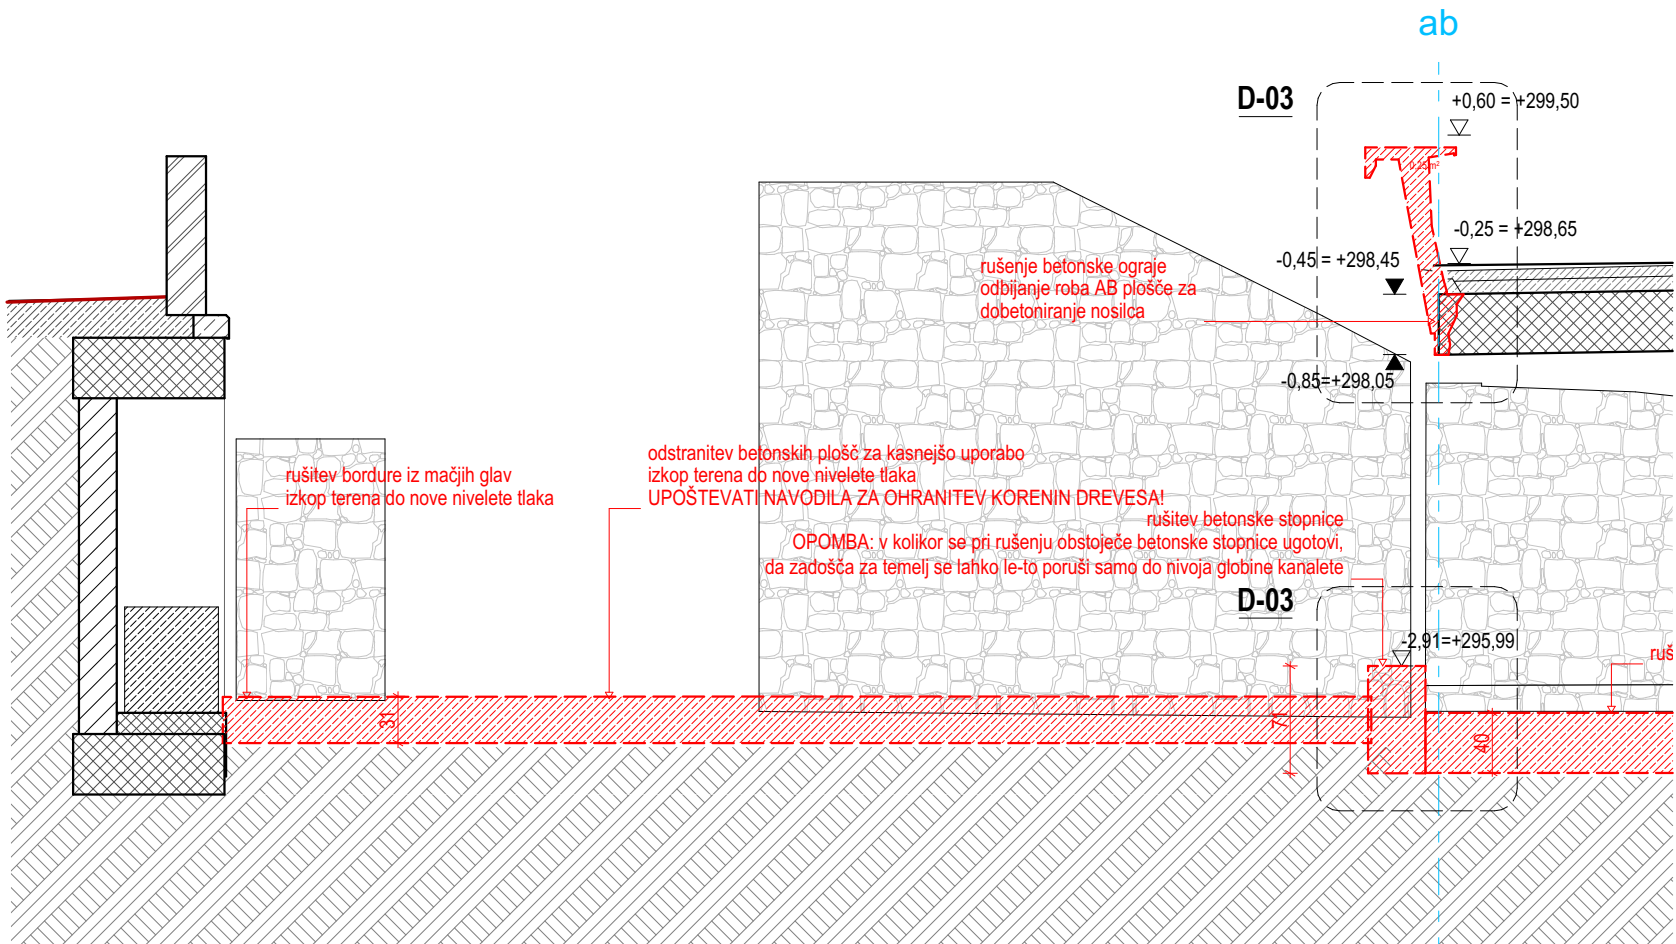 ab
D-03
+0,60 = +299,50
0.25 m²
-0,25 = +298,65
-0,45 = +298,45
rušenje betonske ograje
odbijanje roba AB plošče za
dobetoniranje nosilca
-0,85=+298,05
rušitev bordure iz mačjih glav
izkop terena do nove nivelete tlaka
odstranitev betonskih plošč za kasnejšo uporabo
izkop terena do nove nivelete tlaka
UPOŠTEVATI NAVODILA ZA OHRANITEV KORENIN DREVESA!
rušitev betonske stopnice
OPOMBA: v kolikor se pri rušenju obstoječe betonske stopnice ugotovi,
da zadošča za temelj se lahko le-to poruši samo do nivoja globine kanalete
D-03
-2,91=+295,99
ruš
31
71
40